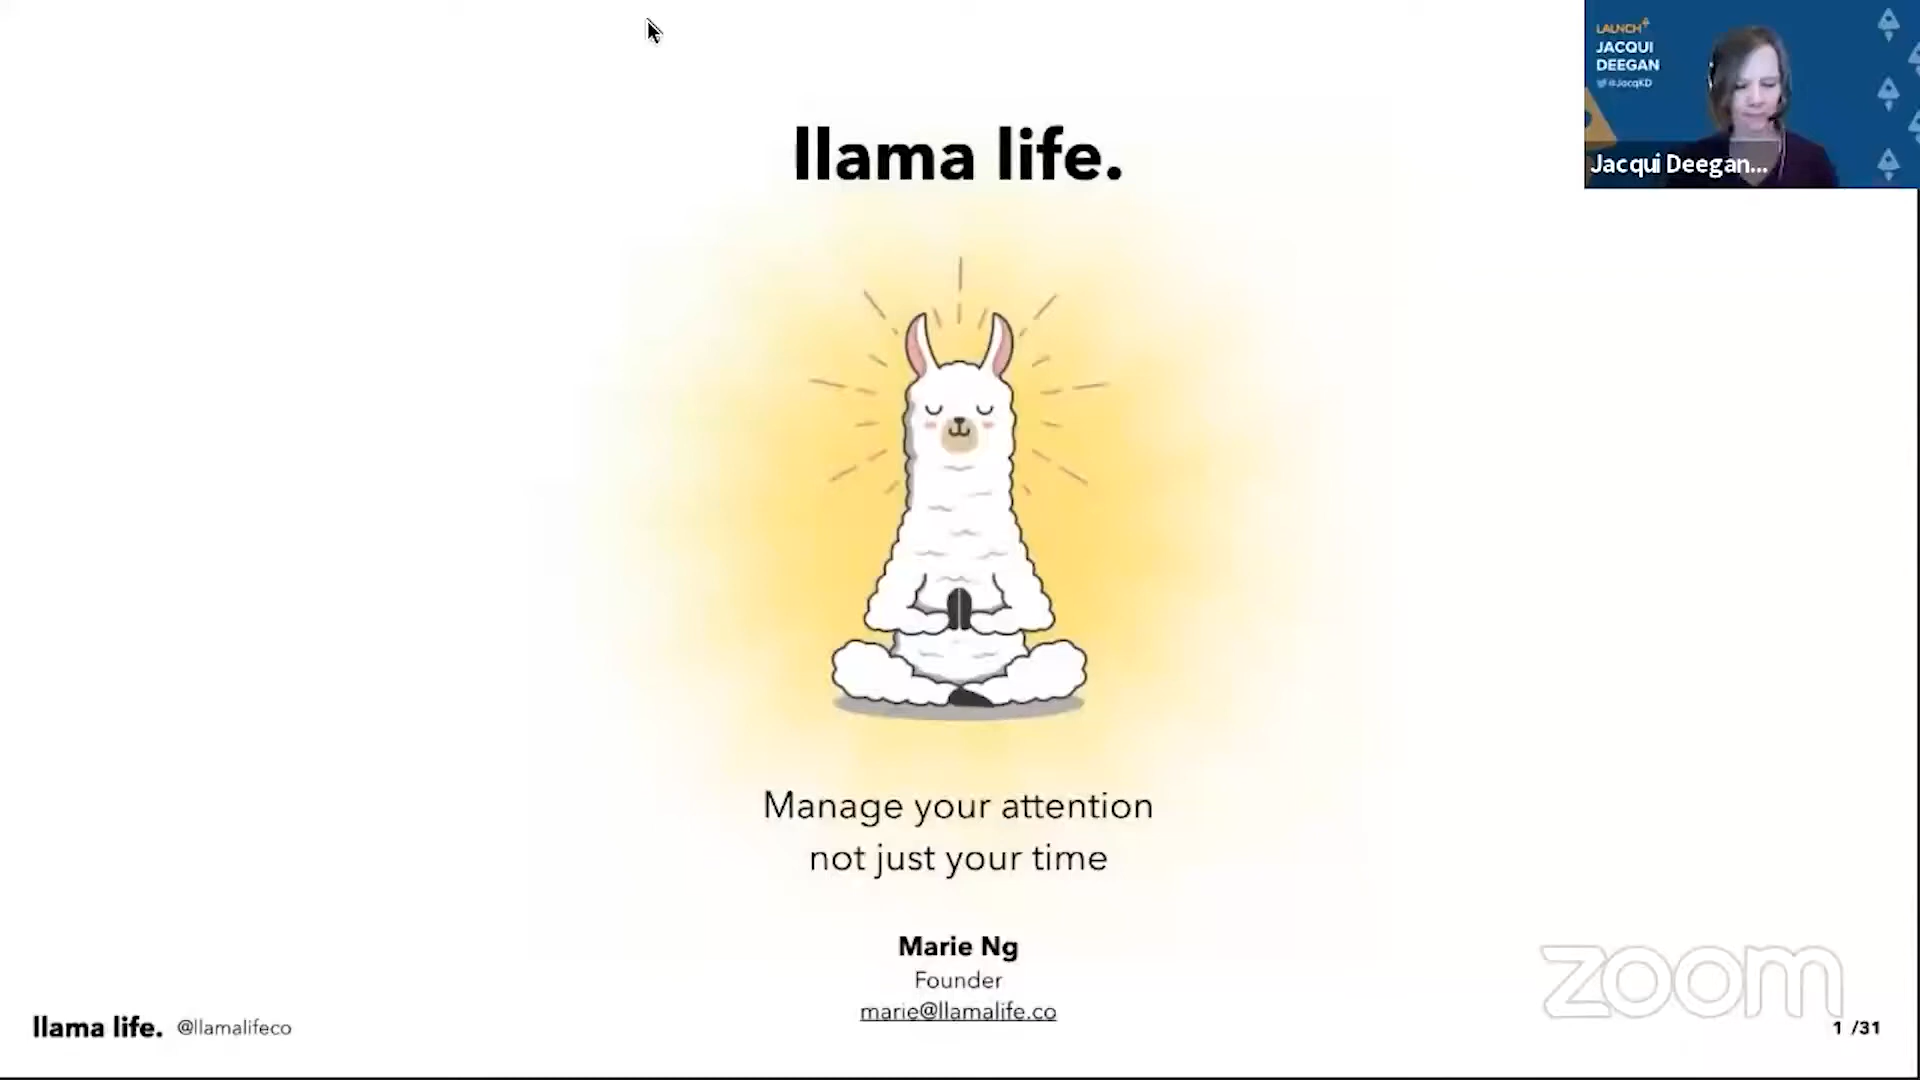 llama life.
LAUNCH
JACQUI
DEEGAN
@JacqKD
Jacqui Deegan...
Manage your attention
not just your time
Marie Ng
Founder
marie@llamalife.co
llama life. @llamalifeco
zoom
1 /31